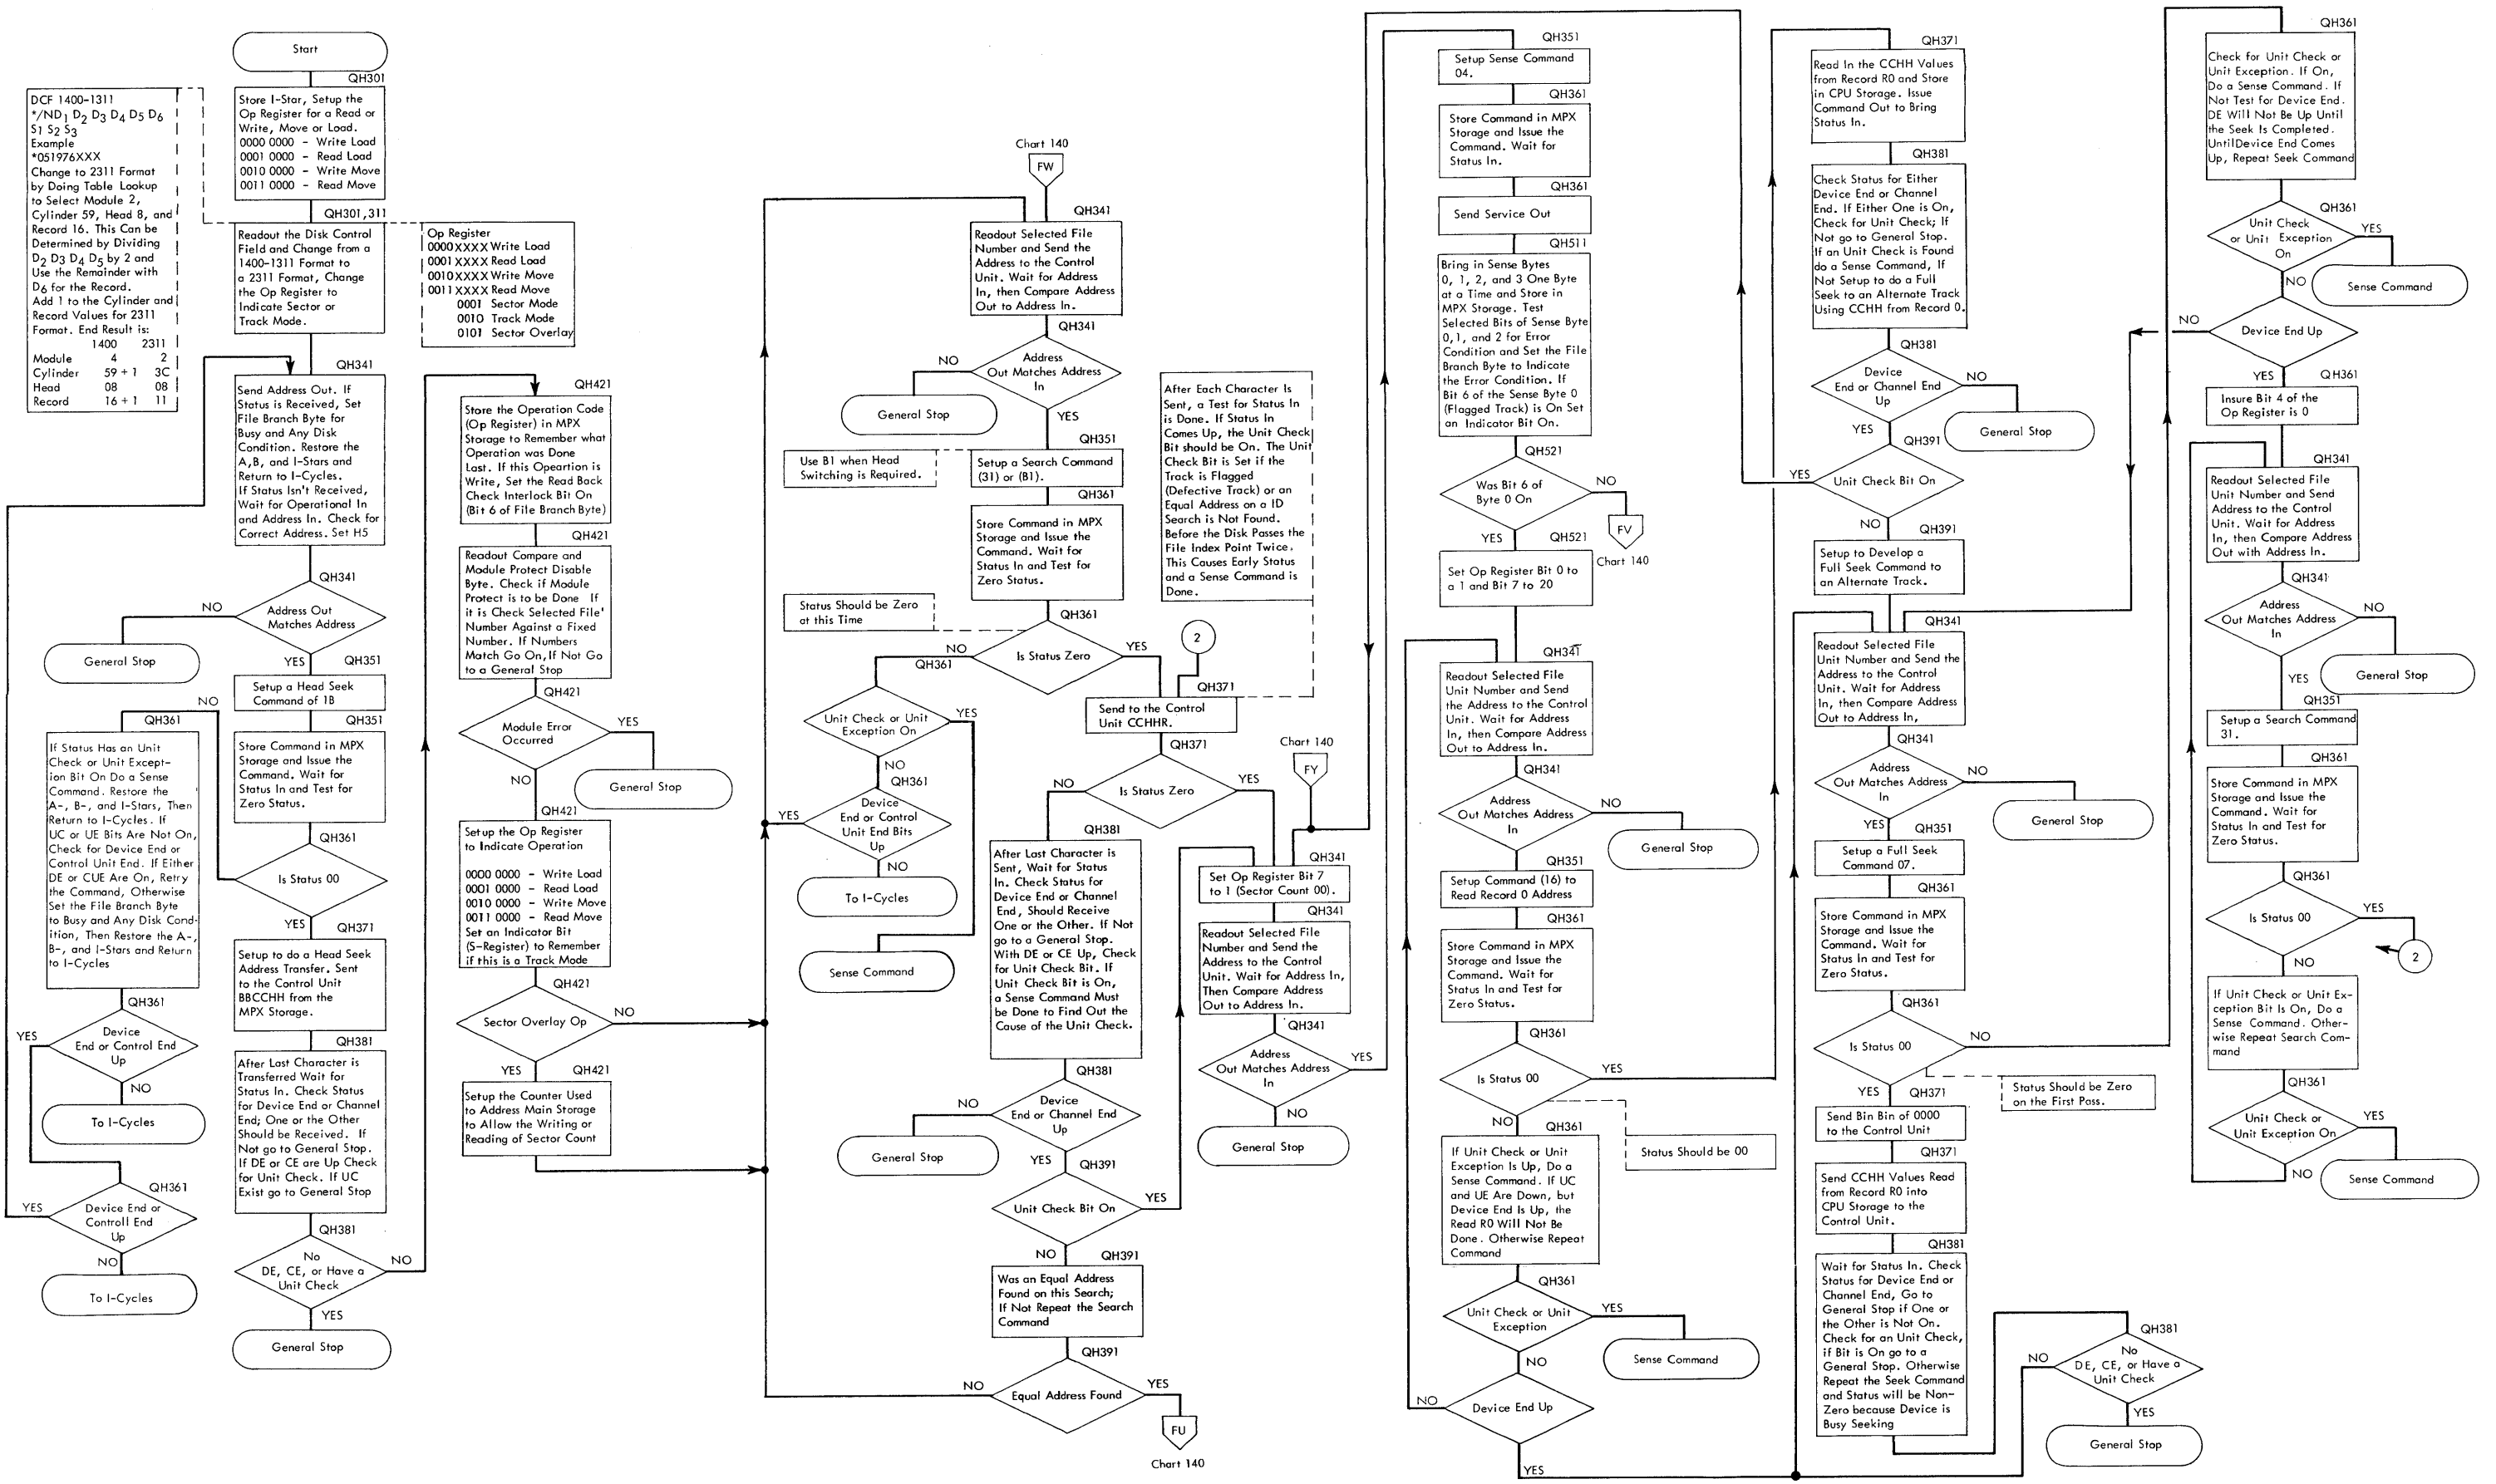 Start
QH301
Store I-Star, Setup the
Op Register for a Read or
Write, Move or Load.
0000 0000 - Write Load
0001 0000 - Read Load
0010 0000 - Write Move
0011 0000 - Read Move
DCF 1400-1311
*/ND1 D2 D3 D4 D5 D6
S1 S2 S3
Example
*051976XXX
Change to 2311 Format
by Doing Table Lookup
to Select Module 2,
Cylinder 59, Head 8, and
Record 16. This Can be
Determined by Dividing
D2 D3 D4 D5 by 2 and
Use the Remainder with
D6 for the Record.
Add 1 to the Cylinder and
Record Values for 2311
Format. End Result is:
1400 2311
Module 4 2
Cylinder 59 + 1 3C
Head 08 08
Record 16 + 1 11
QH301,311
Readout the Disk Control
Field and Change from a
1400-1311 Format to
a 2311 Format, Change
the Op Register to
Indicate Sector or
Track Mode.
Op Register
0000XXXX Write Load
0001XXXX Read Load
0010XXXX Write Move
0011XXXX Read Move
0001 Sector Mode
0010 Track Mode
0101 Sector Overlay
QH341
Send Address Out. If
Status is Received, Set
File Branch Byte for
Busy and Any Disk
Condition. Restore the
A,B, and I-Stars and
Return to I-Cycles.
If Status Isn't Received,
Wait for Operational In
and Address In. Check for
Correct Address. Set H5
QH341
Address Out
Matches Address
NO
General Stop
YES
QH351
Setup a Head Seek
Command of 1B
QH351
Store Command in MPX
Storage and Issue the
Command. Wait for
Status In and Test for
Zero Status.
QH361
Is Status 00
NO
QH361
If Status Has an Unit
Check or Unit Except-
ion Bit On Do a Sense
Command. Restore the
A-, B-, and I-Stars, Then
Return to I-Cycles. If
UC or UE Bits Are Not On,
Check for Device End or
Control Unit End. If Either
DE or CUE Are On, Retry
the Command, Otherwise
Set the File Branch Byte
to Busy and Any Disk Cond-
ition, Then Restore the A-,
B-, and I-Stars and Return
to I-Cycles
QH361
Device
End or Control End
Up
YES
NO
To I-Cycles
QH361
Device End or
Controll End
Up
YES
NO
To I-Cycles
YES
QH371
Setup to do a Head Seek
Address Transfer. Sent
to the Control Unit
BBCCHH from the
MPX Storage.
QH381
After Last Character is
Transferred Wait for
Status In. Check Status
for Device End or Channel
End; One or the Other
Should be Received. If
Not go to General Stop.
If DE or CE are Up Check
for Unit Check. If UC
Exist go to General Stop
QH381
No
DE, CE, or Have a
Unit Check
NO
YES
General Stop
QH421
Store the Operation Code
(Op Register) in MPX
Storage to Remember what
Operation was Done
Last. If this Opeartion is
Write, Set the Read Back
Check Interlock Bit On
(Bit 6 of File Branch Byte)
QH421
Readout Compare and
Module Protect Disable
Byte. Check if Module
Protect is to be Done If
it is Check Selected File'
Number Against a Fixed
Number. If Numbers
Match Go On,If Not Go
to a General Stop
QH421
Module Error
Occurred
YES
General Stop
NO
QH421
Setup the Op Register
to Indicate Operation
0000 0000 - Write Load
0001 0000 - Read Load
0010 0000 - Write Move
0011 0000 - Read Move
Set an Indicator Bit
(S-Register) to Remember
if this is a Track Mode
QH421
Sector Overlay Op
NO
YES
QH421
Setup the Counter Used
to Address Main Storage
to Allow the Writing or
Reading of Sector Count
Chart 140
FW
QH341
Readout Selected File
Number and Send the
Address to the Control
Unit. Wait for Address
In, then Compare Address
Out to Address In.
QH341
Address
Out Matches Address
In
NO
General Stop
YES
QH351
Setup a Search Command
(31) or (B1).
Use B1 when Head
Switching is Required.
QH361
Store Command in MPX
Storage and Issue the
Command. Wait for
Status In and Test for
Zero Status.
Status Should be Zero
at this Time
QH361
Is Status Zero
NO
YES
QH361
Unit Check or Unit
Exception On
YES
NO
QH361
Device
End or Control
Unit End Bits
Up
YES
NO
To I-Cycles
Sense Command
After Each Character Is
Sent, a Test for Status In
is Done. If Status In
Comes Up, the Unit Check
Bit should be On. The Unit
Check Bit is Set if the
Track is Flagged
(Defective Track) or an
Equal Address on a ID
Search is Not Found.
Before the Disk Passes the
File Index Point Twice.
This Causes Early Status
and a Sense Command is
Done.
2
QH371
Send to the Control
Unit CCHHR.
QH371
Is Status Zero
NO
YES
QH381
After Last Character is
Sent, Wait for Status
In. Check Status for
Device End or Channel
End, Should Receive
One or the Other. If Not
go to a General Stop.
With DE or CE Up, Check
for Unit Check Bit. If
Unit Check Bit is On,
a Sense Command Must
be Done to Find Out the
Cause of the Unit Check.
QH381
Device
End or Channel End
Up
NO
General Stop
YES
QH391
Unit Check Bit On
YES
NO
QH391
Was an Equal Address
Found on this Search;
If Not Repeat the Search
Command
QH391
Equal Address Found
NO
YES
FU
Chart 140
Chart 140
FY
QH341
Set Op Register Bit 7
to 1 (Sector Count 00).
QH341
Readout Selected File
Number and Send the
Address to the Control
Unit. Wait for Address In,
Then Compare Address
Out to Address In.
QH341
Address
Out Matches Address
In
YES
NO
General Stop
QH351
Setup Sense Command
04.
QH361
Store Command in MPX
Storage and Issue the
Command. Wait for
Status In.
QH361
Send Service Out
QH511
Bring in Sense Bytes
0, 1, 2, and 3 One Byte
at a Time and Store in
MPX Storage. Test
Selected Bits of Sense Byte
0,1, and 2 for Error
Condition and Set the File
Branch Byte to Indicate
the Error Condition. If
Bit 6 of the Sense Byte 0
(Flagged Track) is On Set
an Indicator Bit On.
QH521
Was Bit 6 of
Byte 0 On
NO
FV
Chart 140
YES
QH521
Set Op Register Bit 0 to
a 1 and Bit 7 to 20
QH341
Readout Selected File
Unit Number and Send
the Address to the Control
Unit. Wait for Address
In, then Compare Address
Out to Address In.
QH341
Address
Out Matches Address
In
NO
General Stop
YES
QH351
Setup Command (16) to
Read Record 0 Address
QH361
Store Command in MPX
Storage and Issue the
Command. Wait for
Status In and Test for
Zero Status.
QH361
Is Status 00
YES
Status Should be 00
NO
QH361
If Unit Check or Unit
Exception Is Up, Do a
Sense Command. If UC
and UE Are Down, but
Device End Is Up, the
Read R0 Will Not Be
Done. Otherwise Repeat
Command
QH361
Unit Check or Unit
Exception
YES
Sense Command
NO
Device End Up
NO
YES
QH371
Read In the CCHH Values
from Record R0 and Store
in CPU Storage. Issue
Command Out to Bring
Status In.
QH381
Check Status for Either
Device End or Channel
End. If Either One is On,
Check for Unit Check; If
Not go to General Stop.
If an Unit Check is Found
do a Sense Command, If
Not Setup to do a Full
Seek to an Alternate Track
Using CCHH from Record 0.
QH381
Device
End or Channel End
Up
NO
General Stop
YES
QH391
Unit Check Bit On
YES
NO
QH391
Setup to Develop a
Full Seek Command to
an Alternate Track.
QH341
Readout Selected File
Unit Number and Send the
Address to the Control
Unit. Wait for Address
In, then Compare Address
Out to Address In,
QH341
Address
Out Matches Address
In
NO
General Stop
YES
QH351
Setup a Full Seek
Command 07.
QH361
Store Command in MPX
Storage and Issue the
Command. Wait for
Status In and Test for
Zero Status.
QH361
Is Status 00
NO
Status Should be Zero
on the First Pass.
YES
QH371
Send Bin Bin of 0000
to the Control Unit
QH371
Send CCHH Values Read
from Record R0 into
CPU Storage to the
Control Unit.
QH381
Wait for Status In. Check
Status for Device End or
Channel End, Go to
General Stop if One or
the Other is Not On.
Check for an Unit Check,
if Bit is On go to a
General Stop. Otherwise
Repeat the Seek Command
and Status will be Non-
Zero because Device is
Busy Seeking
QH381
No
DE, CE, or Have a
Unit Check
NO
YES
General Stop
QH361
Check for Unit Check or
Unit Exception. If On,
Do a Sense Command. If
Not Test for Device End.
DE Will Not Be Up Until
the Seek Is Completed.
UntilDevice End Comes
Up, Repeat Seek Command
QH361
Unit Check
or Unit Exception
On
YES
Sense Command
NO
Device End Up
NO
YES
QH361
Insure Bit 4 of the
Op Register is 0
QH341
Readout Selected File
Unit Number and Send
Address to the Control
Unit. Wait for Address
In, then Compare Address
Out with Address In.
QH341
Address
Out Matches Address
In
NO
General Stop
YES
QH351
Setup a Search Command
31.
QH361
Store Command in MPX
Storage and Issue the
Command. Wait for
Status In and Test for
Zero Status.
QH361
Is Status 00
YES
2
NO
If Unit Check or Unit Ex-
ception Bit Is On, Do a
Sense Command. Other-
wise Repeat Search Com-
mand
QH361
Unit Check or
Unit Exception On
YES
Sense Command
NO